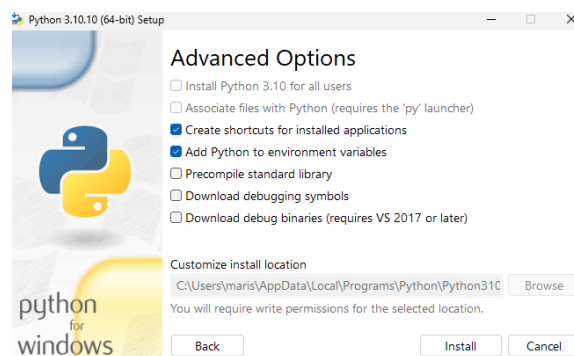 Python 3.10.10 (64-bit) Setup
Advanced Options
Install Python 3.10 for all users
Associate files with Python (requires the 'py' launcher)
Create shortcuts for installed applications
Add Python to environment variables
Precompile standard library
Download debugging symbols
Download debug binaries (requires VS 2017 or later)
Customize install location
C:\Users\maris\AppData\Local\Programs\Python\Python310 Browse
You will require write permissions for the selected location.
python
for
windows
Back Install Cancel